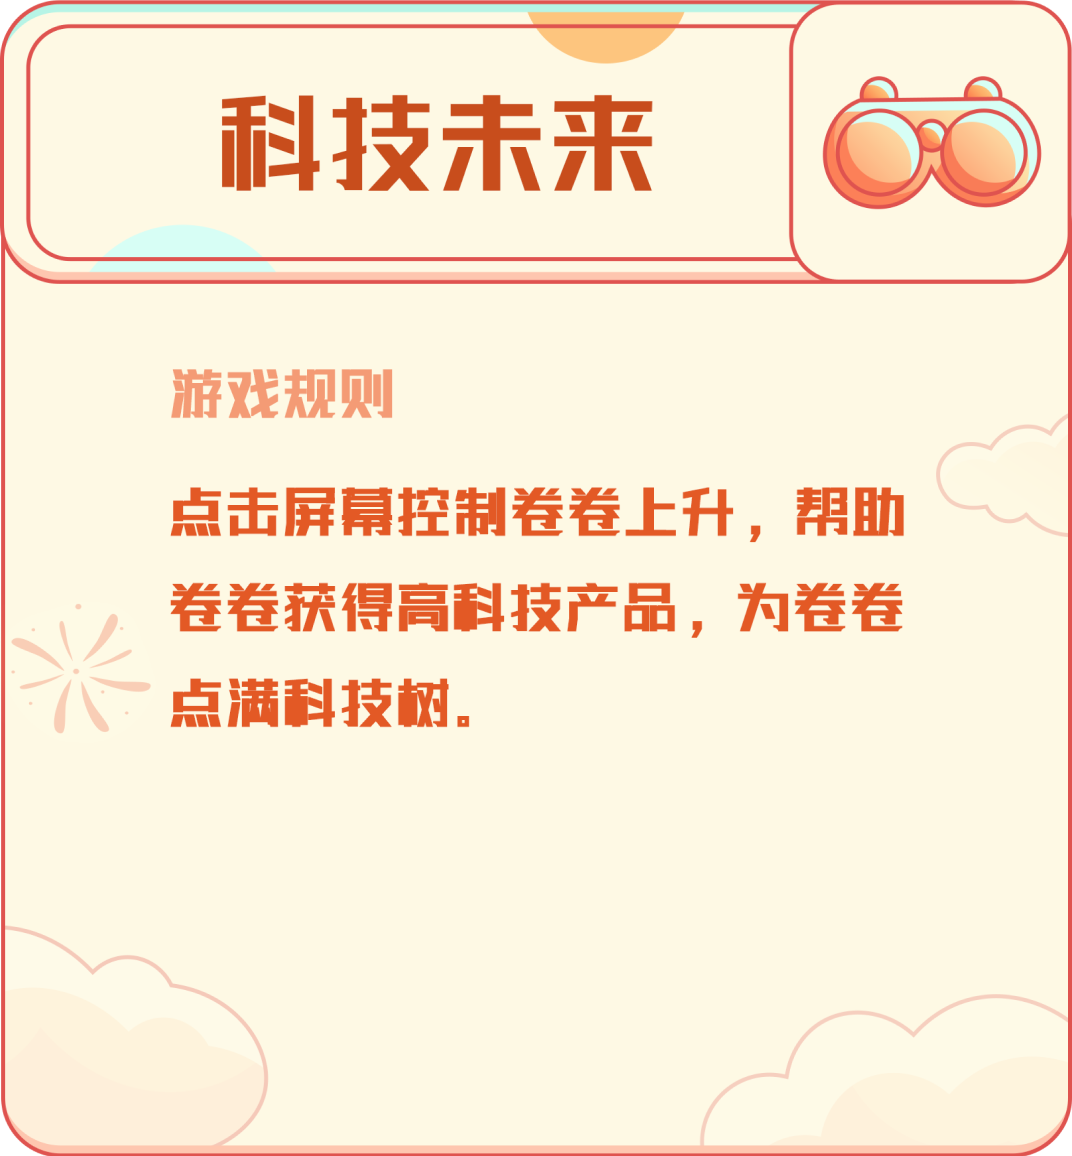 科技未来
游戏规则
点击屏幕控制卷卷上升，帮助
卷卷获得高科技产品，为卷卷
点满科技树。